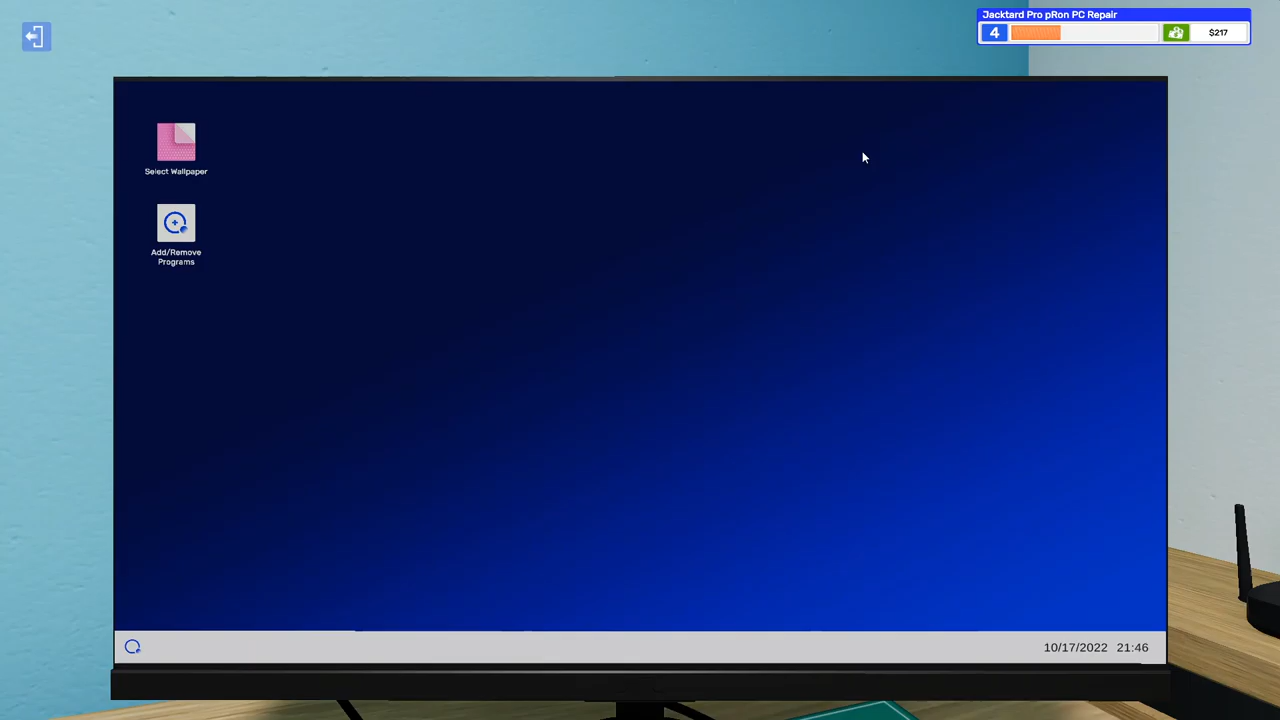 Jacktard Pro pRon PC Repair
4
$217
Select Wallpaper
Add/Remove
Programs
10/17/2022 21:46